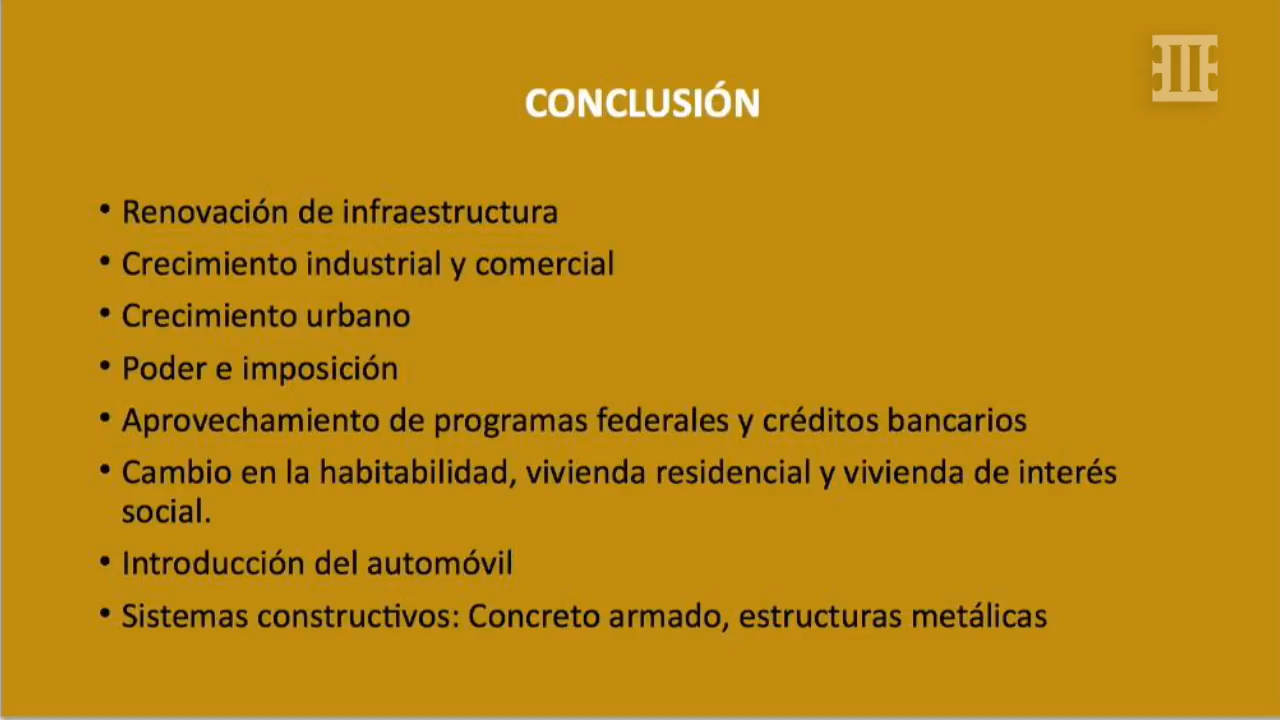 CONCLUSIÓN
• Renovación de infraestructura
• Crecimiento industrial y comercial
• Crecimiento urbano
• Poder e imposición
• Aprovechamiento de programas federales y créditos bancarios
• Cambio en la habitabilidad, vivienda residencial y vivienda de interés
social.
• Introducción del automóvil
• Sistemas constructivos: Concreto armado, estructuras metálicas